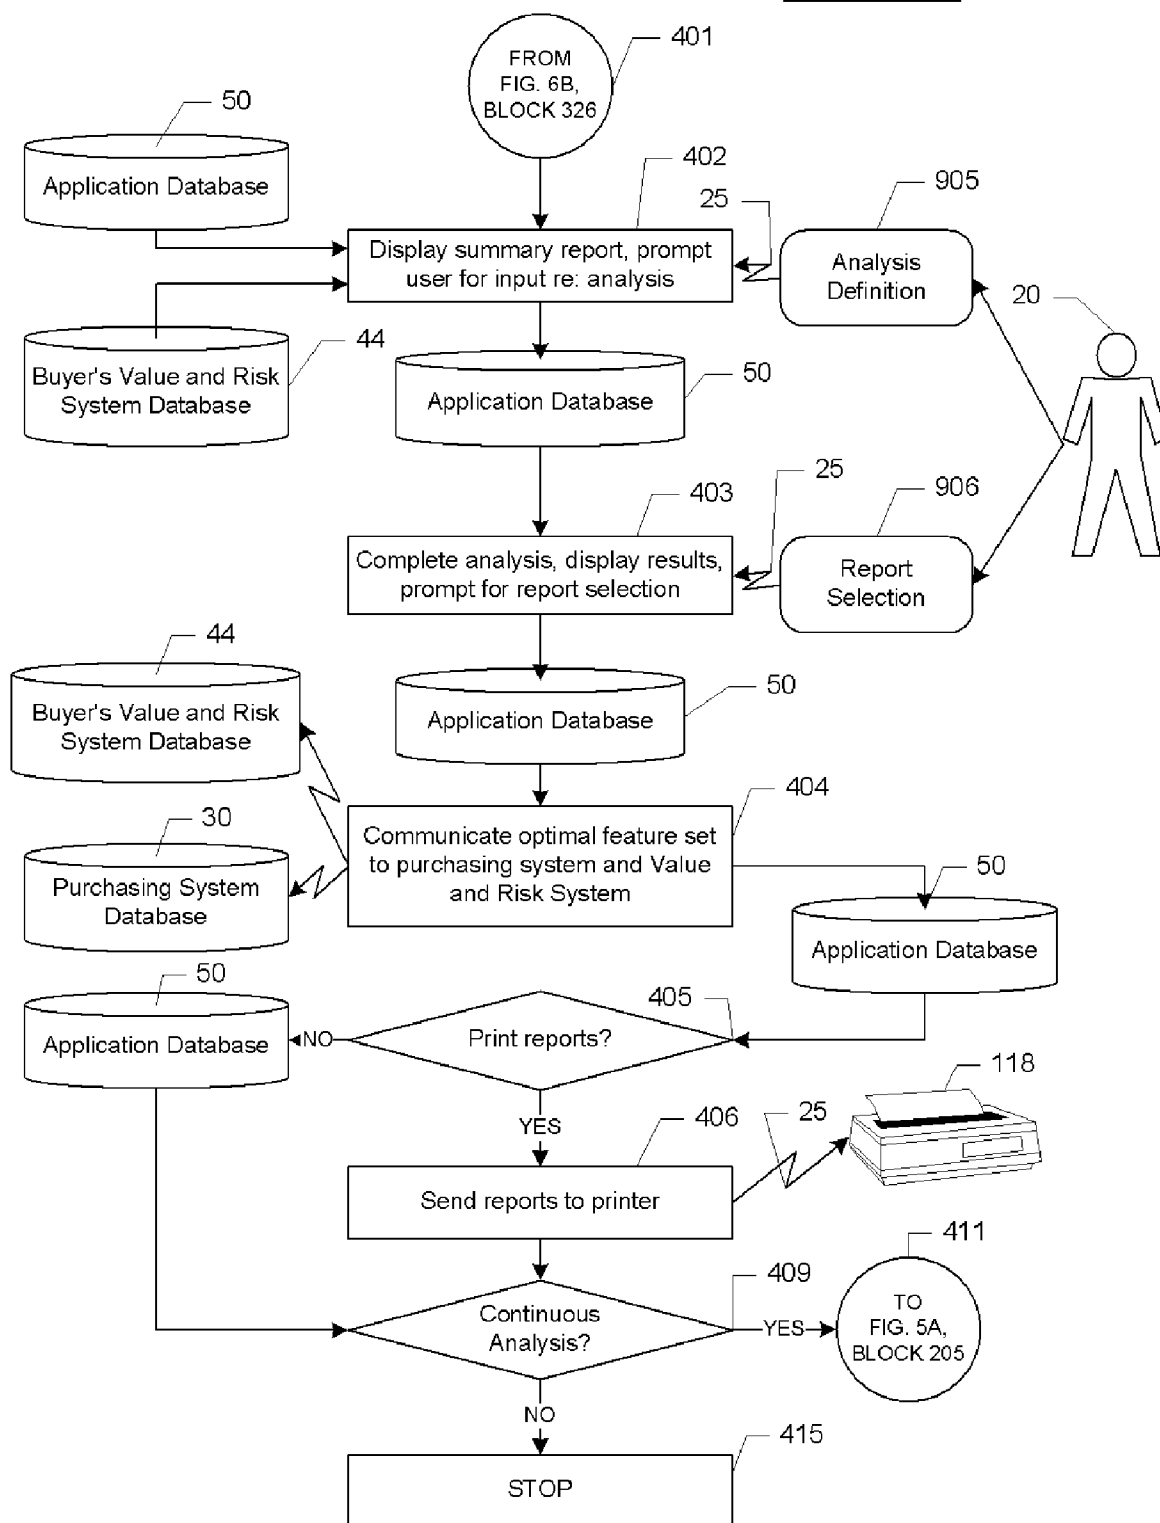 FROM
FIG. 6B,
BLOCK 326
401
50
Application Database
402
Display summary report, prompt
user for input re: analysis
25
905
Analysis
Definition
20
44
Buyer's Value and Risk
System Database
50
Application Database
403
Complete analysis, display results,
prompt for report selection
25
906
Report
Selection
44
Buyer's Value and Risk
System Database
50
Application Database
404
Communicate optimal feature set
to purchasing system and Value
and Risk System
30
Purchasing System
Database
50
Application Database
50
Application Database
405
Print reports?
NO
YES
406
Send reports to printer
25
118
409
Continuous
Analysis?
YES
411
TO
FIG. 5A,
BLOCK 205
NO
415
STOP